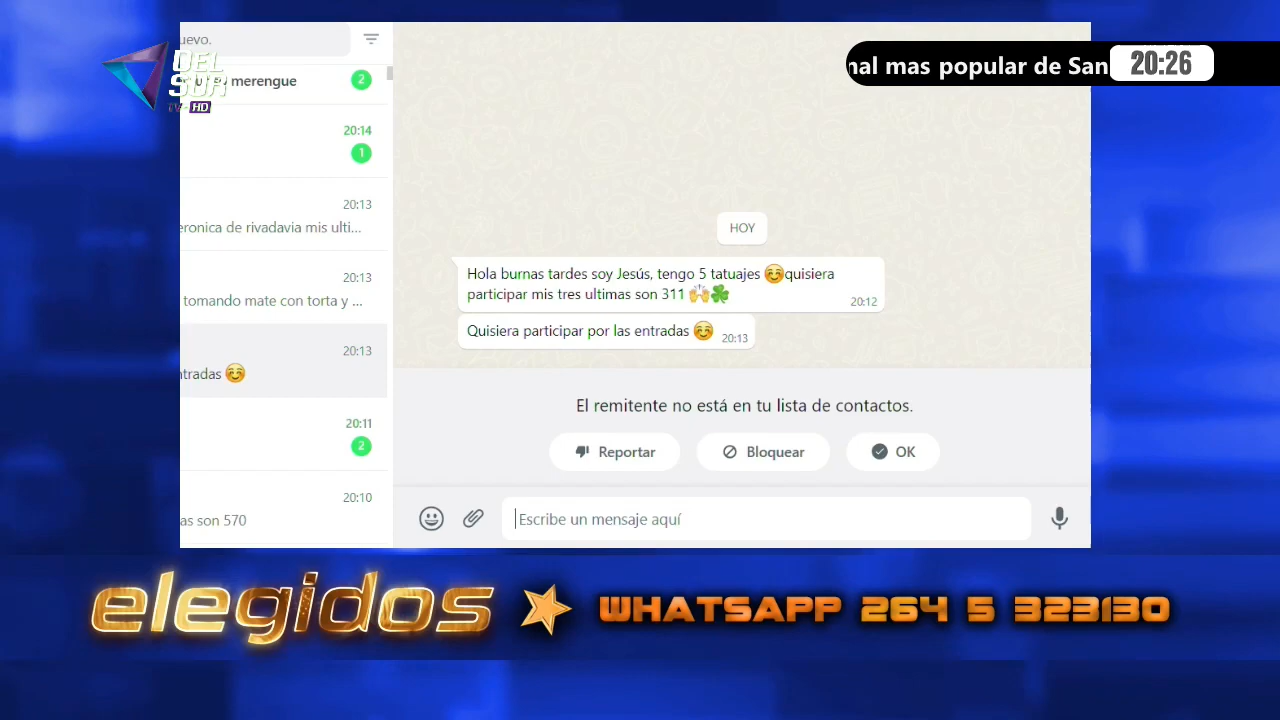 uevo.
DEL
SUR
TV-HD
merengue
2
nal mas popular de San
20:26
20:14
1
20:13
eronica de rivadavia mis ulti...
20:13
tomando mate con torta y ...
20:13
ntradas ☺️
20:11
2
20:10
as son 570
HOY
Hola burnas tardes soy Jesús, tengo 5 tatuajes ☺️quisiera
participar mis tres ultimas son 311 🙌🍀
20:12
Quisiera participar por las entradas ☺️
20:13
El remitente no está en tu lista de contactos.
Reportar
Bloquear
OK
Escribe un mensaje aquí
elegidos
WHATSAPP 264 5 323130